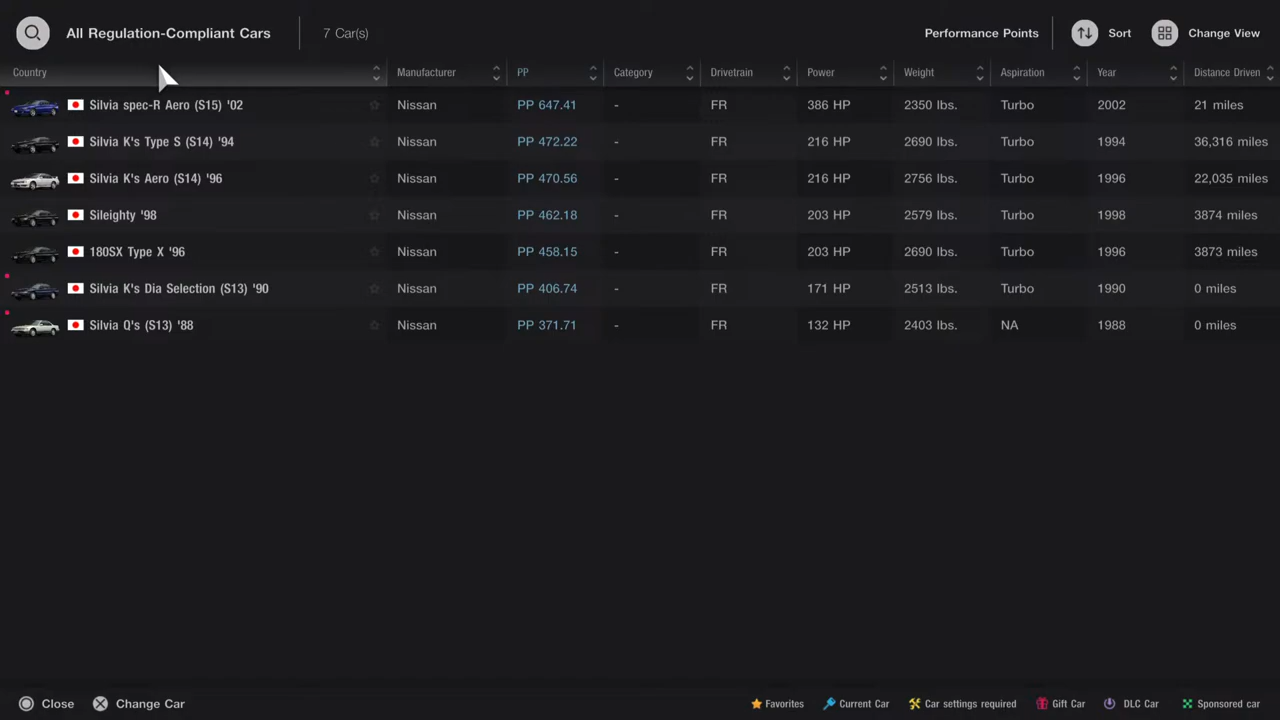 All Regulation-Compliant Cars 7 Car(s) Performance Points Sort Change View
Country Manufacturer PP Category Drivetrain Power Weight Aspiration Year Distance Driven
Silvia spec-R Aero (S15) '02 Nissan PP 647.41 - FR 386 HP 2350 lbs. Turbo 2002 21 miles
Silvia K's Type S (S14) '94 Nissan PP 472.22 - FR 216 HP 2690 lbs. Turbo 1994 36,316 miles
Silvia K's Aero (S14) '96 Nissan PP 470.56 - FR 216 HP 2756 lbs. Turbo 1996 22,035 miles
Sileighty '98 Nissan PP 462.18 - FR 203 HP 2579 lbs. Turbo 1998 3874 miles
180SX Type X '96 Nissan PP 458.15 - FR 203 HP 2690 lbs. Turbo 1996 3873 miles
Silvia K's Dia Selection (S13) '90 Nissan PP 406.74 - FR 171 HP 2513 lbs. Turbo 1990 0 miles
Silvia Q's (S13) '88 Nissan PP 371.71 - FR 132 HP 2403 lbs. NA 1988 0 miles
Close Change Car Favorites Current Car Car settings required Gift Car DLC Car Sponsored car